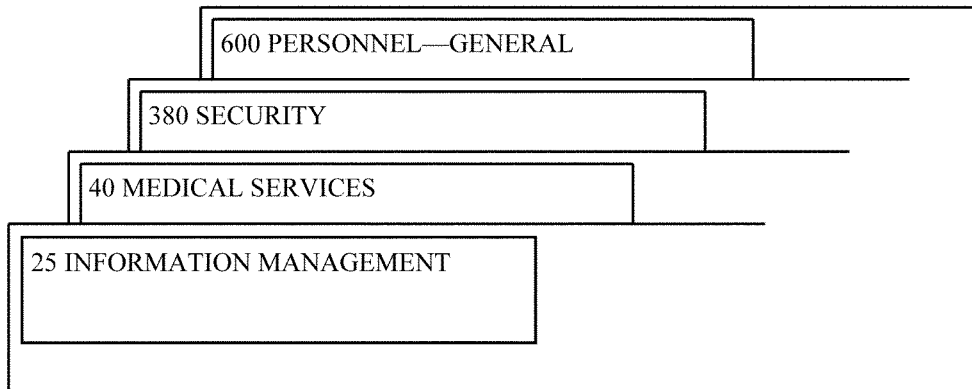 600 PERSONNEL—GENERAL
380 SECURITY
40 MEDICAL SERVICES
25 INFORMATION MANAGEMENT